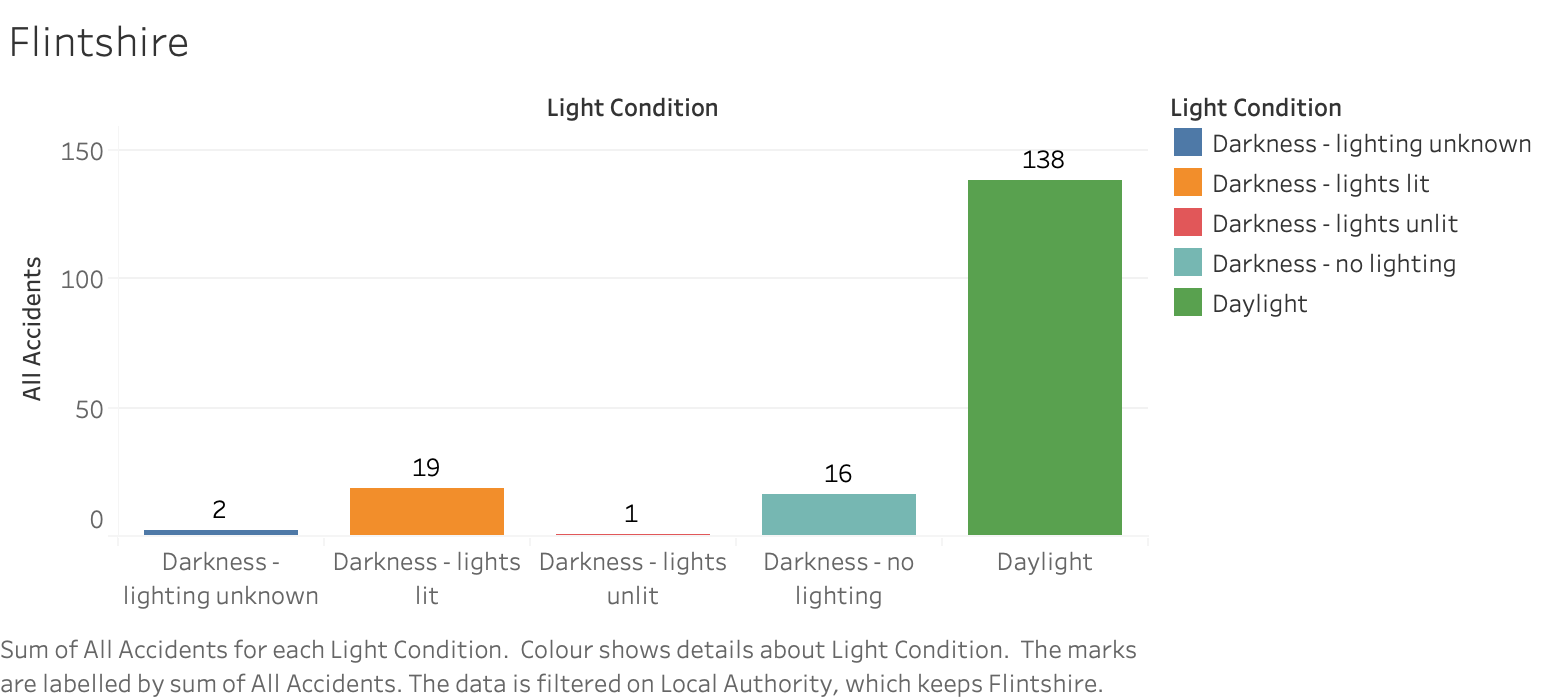 Flintshire
Light Condition
150
100
50
0
All Accidents
2
19
1
16
138
Darkness -
lighting unknown
Darkness - lights
lit
Darkness - lights
unlit
Darkness - no
lighting
Daylight
Light Condition
Darkness - lighting unknown
Darkness - lights lit
Darkness - lights unlit
Darkness - no lighting
Daylight
Sum of All Accidents for each Light Condition.  Colour shows details about Light Condition.  The marks
are labelled by sum of All Accidents. The data is filtered on Local Authority, which keeps Flintshire.